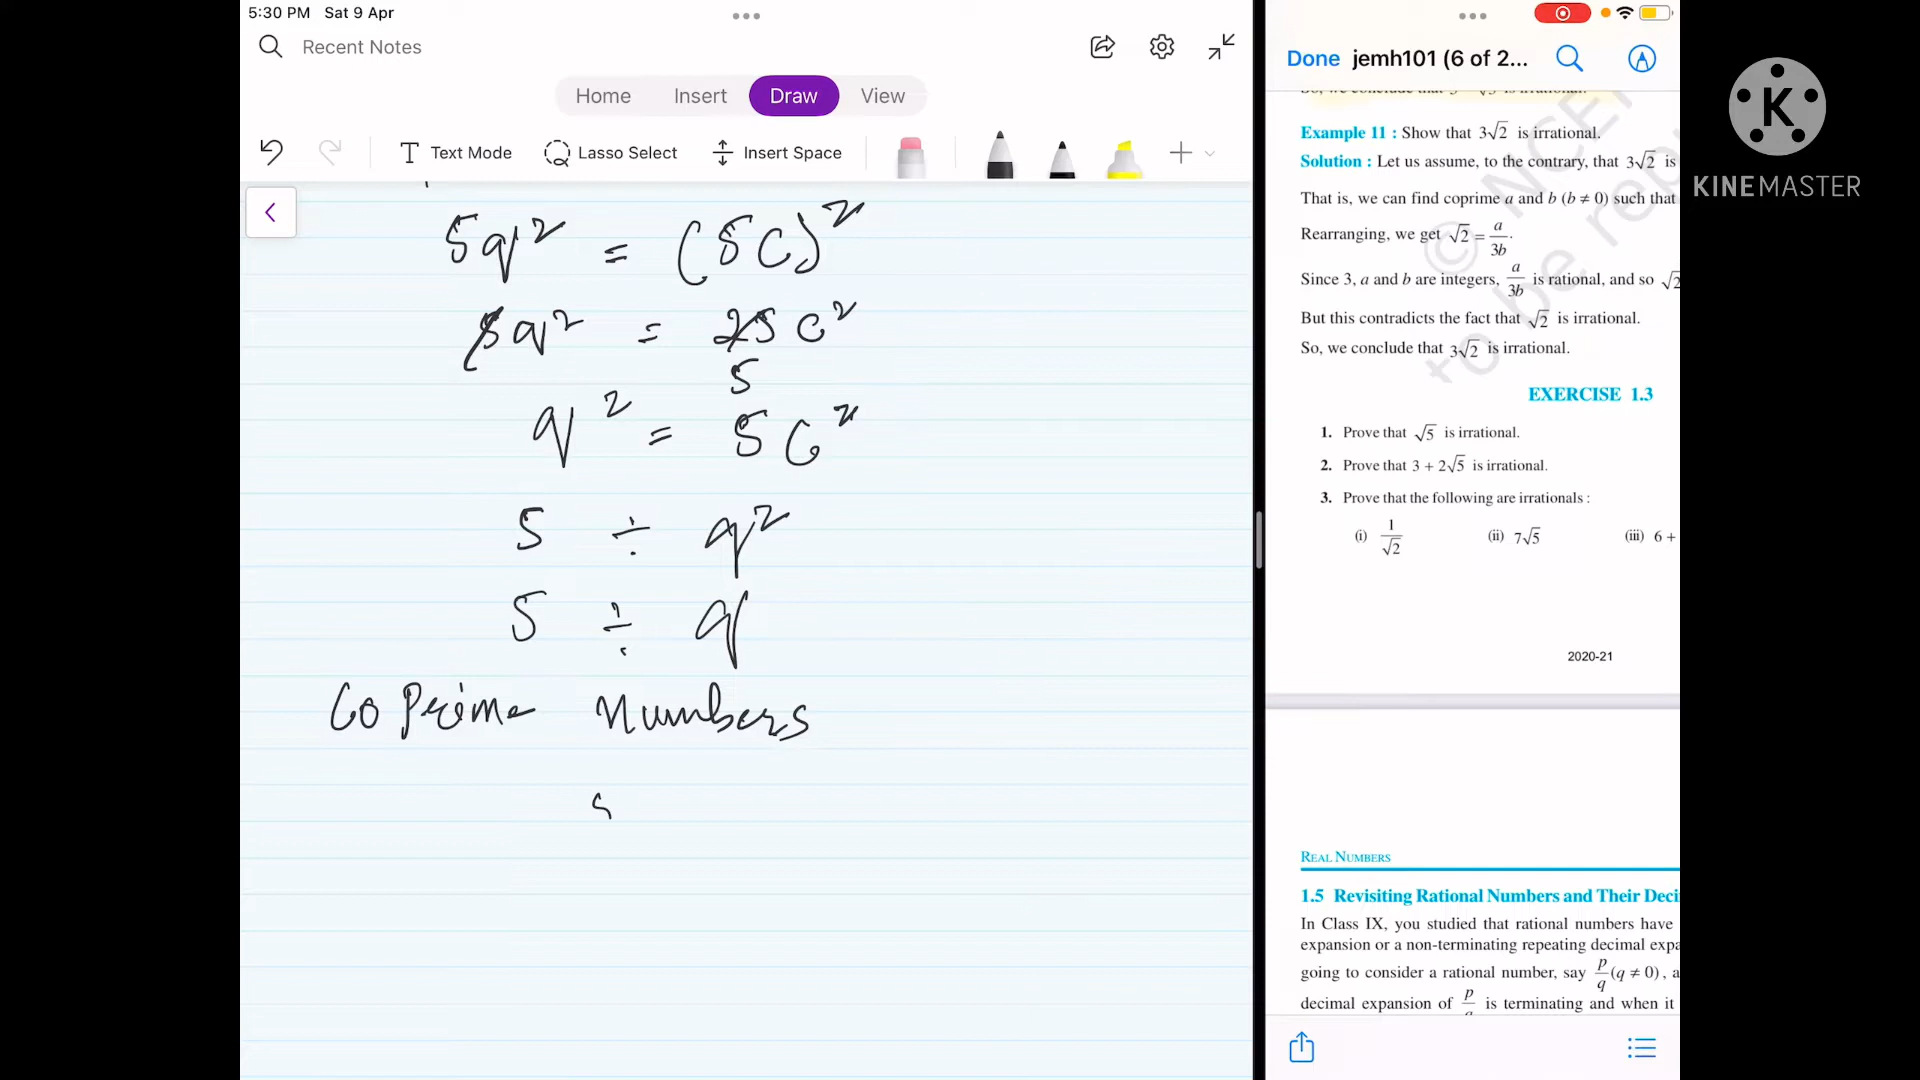 5:30 PM Sat 9 Apr
Recent Notes
Home Insert Draw View
Text Mode Lasso Select Insert Space
5q² = (5C)²
5q² = 25 C²
5
q² = 5C²
5 ÷ q²
5 ÷ q
Co Prime Numbers
Done jemh101 (6 of 2...
Example 11 : Show that 3√2 is irrational.
Solution : Let us assume, to the contrary, that 3√2 is
That is, we can find coprime a and b (b ≠ 0) such that
Rearranging, we get √2 = a/3b.
Since 3, a and b are integers, a/3b is rational, and so √2
But this contradicts the fact that √2 is irrational.
So, we conclude that 3√2 is irrational.
EXERCISE 1.3
1. Prove that √5 is irrational.
2. Prove that 3 + 2√5 is irrational.
3. Prove that the following are irrationals :
(i) 1/√2 (ii) 7√5 (iii) 6 +
2020-21
REAL NUMBERS
1.5 Revisiting Rational Numbers and Their Deci
In Class IX, you studied that rational numbers have
expansion or a non-terminating repeating decimal expa
going to consider a rational number, say p/q (q ≠ 0), a
decimal expansion of p/q is terminating and when it
K
KINEMASTER